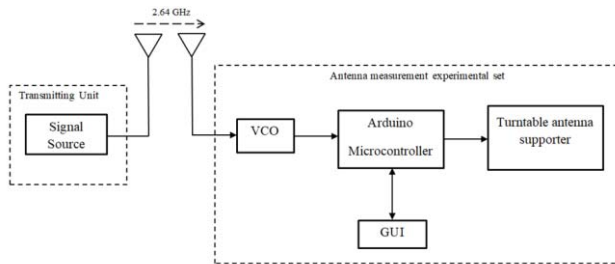 2.64 GHz
Antenna measurement experimental set
Transmitting Unit
Signal
Source
VCO
Arduino
Microcontroller
Turntable antenna
supporter
GUI